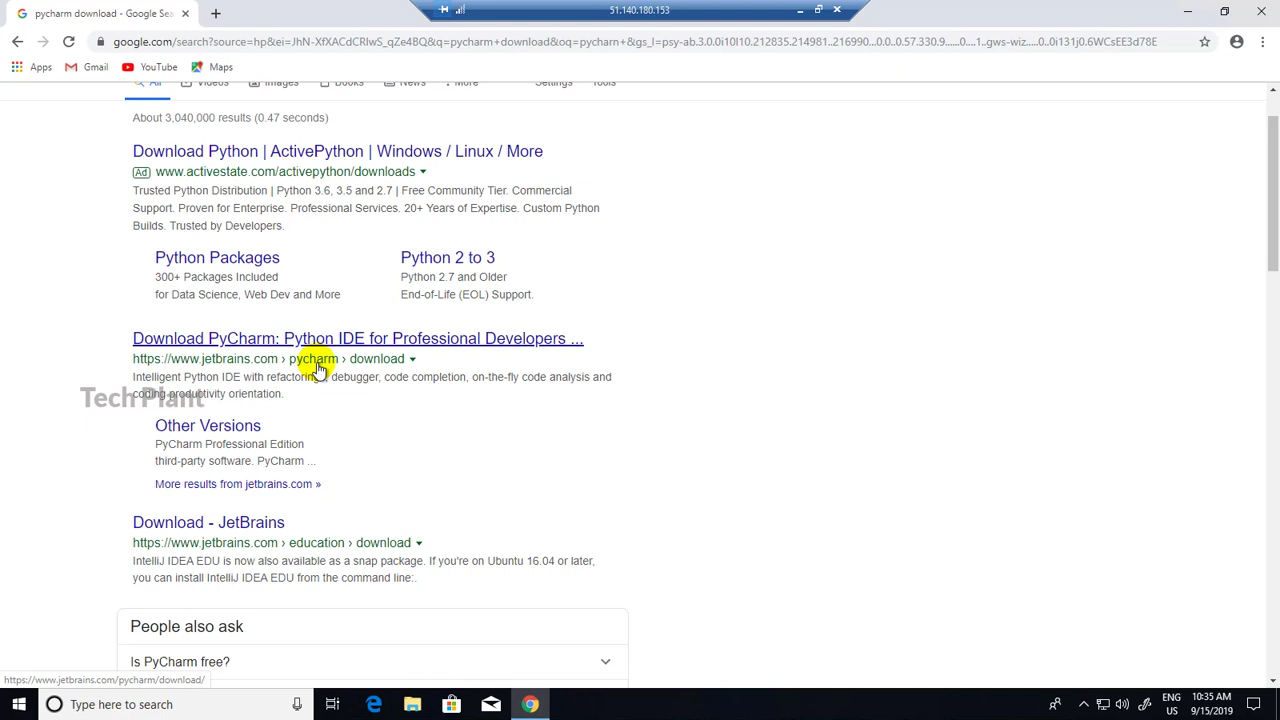 pycharm download - Google Sea
51.140.180.153
google.com/search?source=hp&ei=JhN-XfXACdCRlwS_qZe4BQ&q=pycharm+download&oq=pycharn+&gs_l=psy-ab.3.0.0i10l10.212835.214981..216990...0.0..0.57.330.9......0....1..gws-wiz.....0..0i131j0.6WCsEE3d78E
Apps Gmail YouTube Maps
All Videos Images Books News More Settings Tools
About 3,040,000 results (0.47 seconds)
Download Python | ActivePython | Windows / Linux / More
Ad www.activestate.com/activepython/downloads
Trusted Python Distribution | Python 3.6, 3.5 and 2.7 | Free Community Tier. Commercial
Support. Proven for Enterprise. Professional Services. 20+ Years of Expertise. Custom Python
Builds. Trusted by Developers.
Python Packages
300+ Packages Included
for Data Science, Web Dev and More
Python 2 to 3
Python 2.7 and Older
End-of-Life (EOL) Support.
Download PyCharm: Python IDE for Professional Developers ...
https://www.jetbrains.com › pycharm › download
Intelligent Python IDE with refactoring, debugger, code completion, on-the-fly code analysis and
coding productivity orientation.
Tech Plant
Other Versions
PyCharm Professional Edition
third-party software. PyCharm ...
More results from jetbrains.com »
Download - JetBrains
https://www.jetbrains.com › education › download
IntelliJ IDEA EDU is now also available as a snap package. If you're on Ubuntu 16.04 or later,
you can install IntelliJ IDEA EDU from the command line:.
People also ask
Is PyCharm free?
https://www.jetbrains.com/pycharm/download/
Type here to search
ENG
US
10:35 AM
9/15/2019